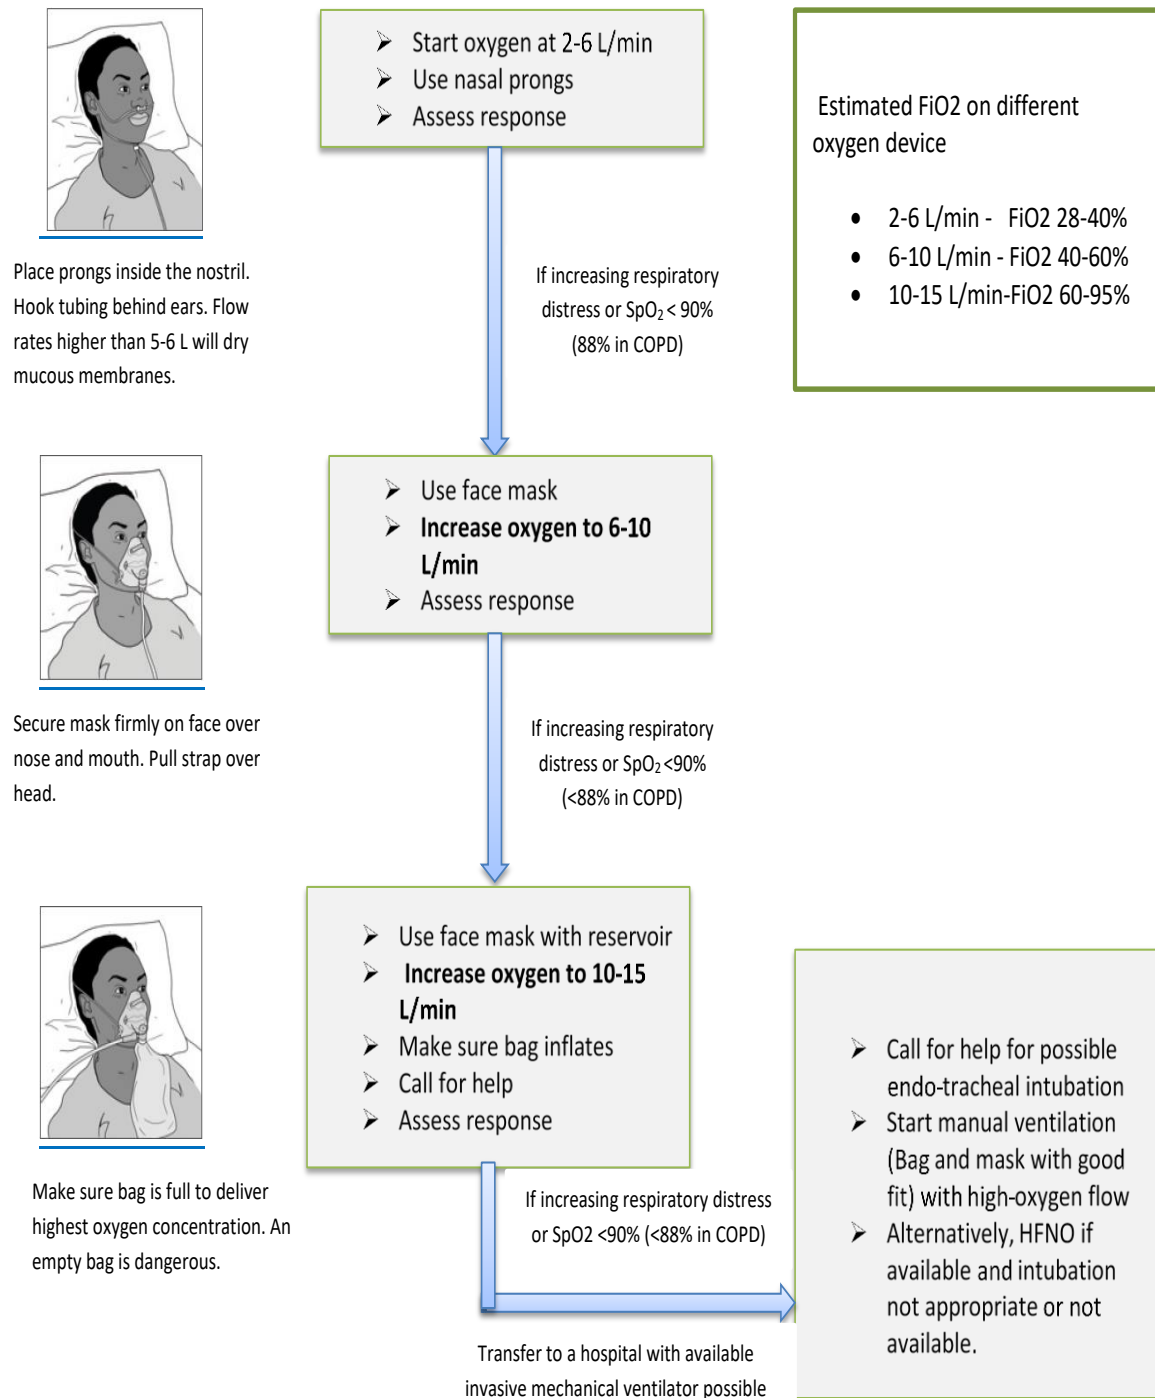 ➤ Start oxygen at 2-6 L/min
➤ Use nasal prongs
➤ Assess response
Estimated FiO2 on different
oxygen device
• 2-6 L/min - FiO2 28-40%
• 6-10 L/min - FiO2 40-60%
• 10-15 L/min-FiO2 60-95%
Place prongs inside the nostril.
Hook tubing behind ears. Flow
rates higher than 5-6 L will dry
mucous membranes.
If increasing respiratory
distress or SpO₂ < 90%
(88% in COPD)
➤ Use face mask
➤ Increase oxygen to 6-10
L/min
➤ Assess response
Secure mask firmly on face over
nose and mouth. Pull strap over
head.
If increasing respiratory
distress or SpO₂ <90%
(<88% in COPD)
➤ Use face mask with reservoir
➤ Increase oxygen to 10-15
L/min
➤ Make sure bag inflates
➤ Call for help
➤ Assess response
Make sure bag is full to deliver
highest oxygen concentration. An
empty bag is dangerous.
If increasing respiratory distress
or SpO2 <90% (<88% in COPD)
➤ Call for help for possible
endo-tracheal intubation
➤ Start manual ventilation
(Bag and mask with good
fit) with high-oxygen flow
➤ Alternatively, HFNO if
available and intubation
not appropriate or not
available.
Transfer to a hospital with available
invasive mechanical ventilator possible